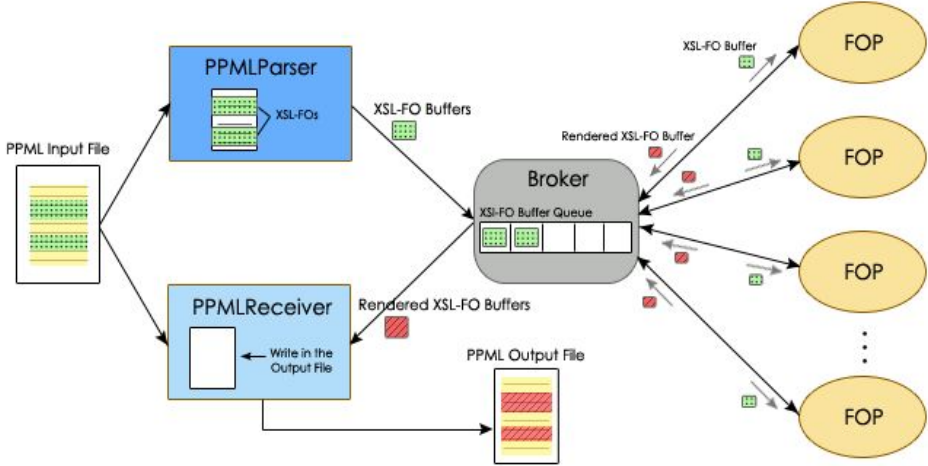 PPML Input File
PPMLParser
XSL-FOs
XSL-FO Buffers
PPMLReceiver
Write in the
Output File
Rendered XSL-FO Buffers
PPML Output File
Broker
XSl-FO Buffer Queue
XSL-FO Buffer
Rendered XSL-FO Buffer
FOP
FOP
FOP
FOP